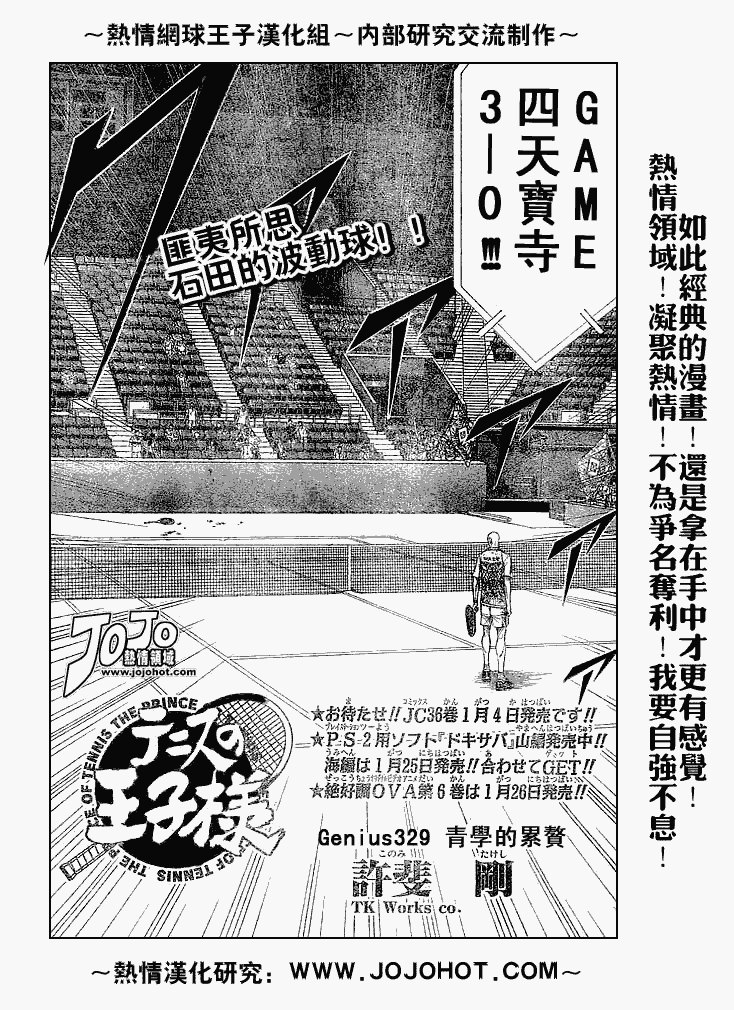 ~熱情網球王子漢化組~內部研究交流制作~
GAME
四天寶寺
3—0!!!
匪夷所思
石田的波動球！！
如此經典的漫畫！還是拿在手中才更有感覺！
熱情領域！凝聚熱情！不為爭名奪利！我要自強不息！
JOJO
熱情領域
www.jojohot.com
THE PRINCE OF TENNIS
テニスの
王子様
★お待たせ!!JC36巻1月4日発売です!!
★PS-2用ソフト『ドキサバ』山編発売中!!
海編は1月25日発売!!合わせてGET!!
★絶好調OVA第6巻は1月26日発売!!
Genius329 青學的累贅
このみ たけし
許斐 剛
TK Works co.
~熱情漢化研究: WWW.JOJOHOT.COM~